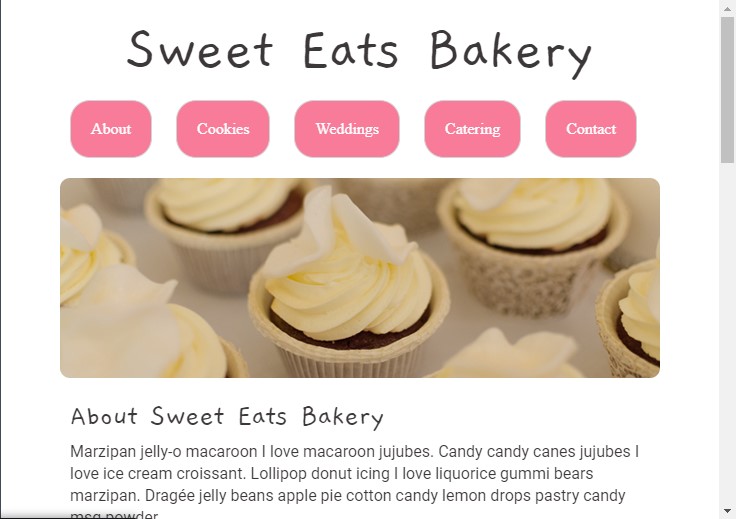 Sweet Eats Bakery
About Cookies Weddings Catering Contact
About Sweet Eats Bakery
Marzipan jelly-o macaroon I love macaroon jujubes. Candy candy canes jujubes I
love ice cream croissant. Lollipop donut icing I love liquorice gummi bears
marzipan. Dragée jelly beans apple pie cotton candy lemon drops pastry candy
msg powder